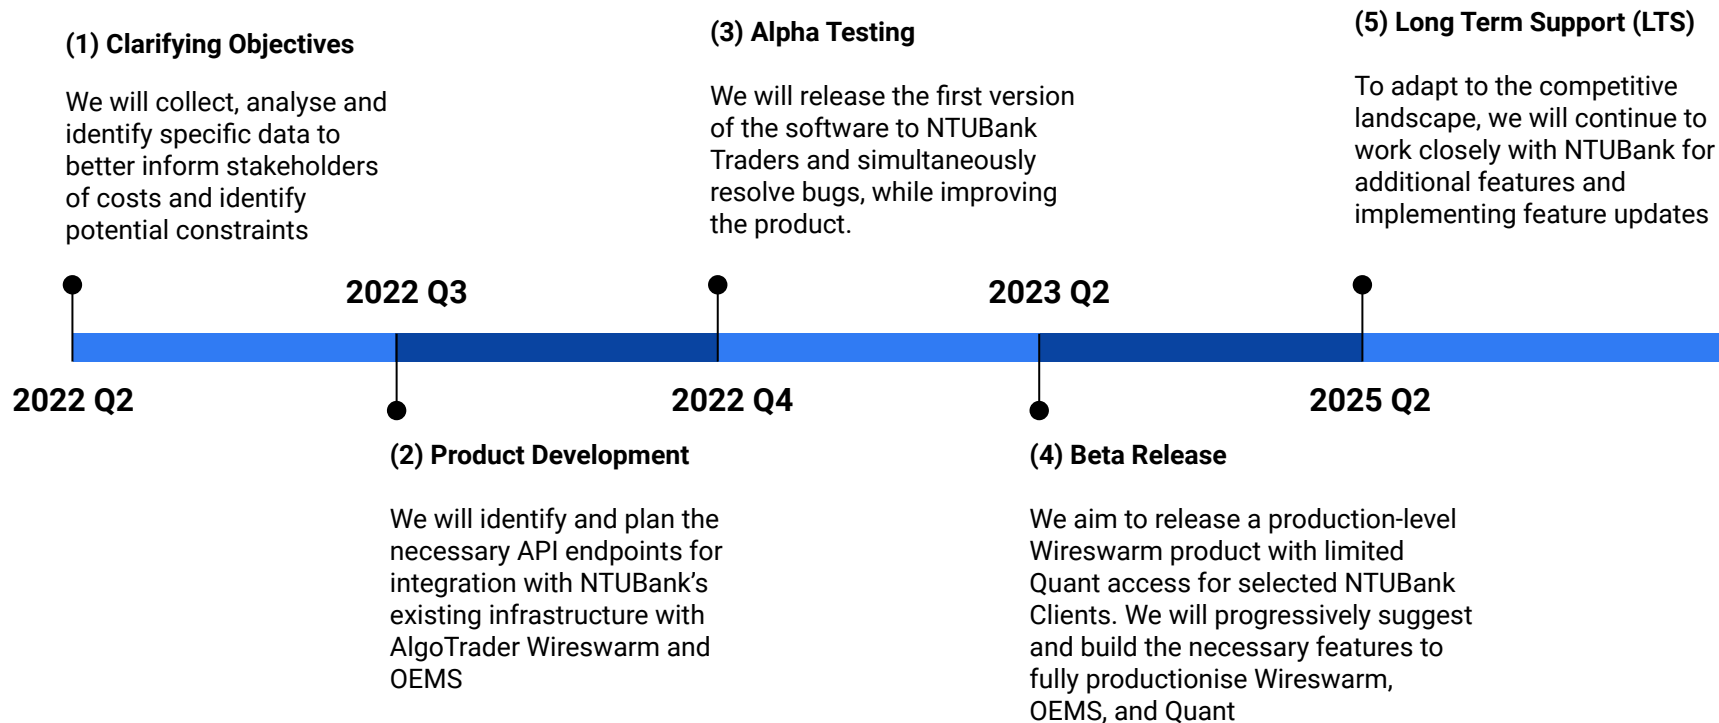 (1) Clarifying Objectives
We will collect, analyse and
identify specific data to
better inform stakeholders
of costs and identify
potential constraints
(3) Alpha Testing
We will release the first version
of the software to NTUBank
Traders and simultaneously
resolve bugs, while improving
the product.
(5) Long Term Support (LTS)
To adapt to the competitive
landscape, we will continue to
work closely with NTUBank for
additional features and
implementing feature updates
2022 Q3
2023 Q2
2022 Q2
2022 Q4
2025 Q2
(2) Product Development
We will identify and plan the
necessary API endpoints for
integration with NTUBank’s
existing infrastructure with
AlgoTrader Wireswarm and
OEMS
(4) Beta Release
We aim to release a production-level
Wireswarm product with limited
Quant access for selected NTUBank
Clients. We will progressively suggest
and build the necessary features to
fully productionise Wireswarm,
OEMS, and Quant